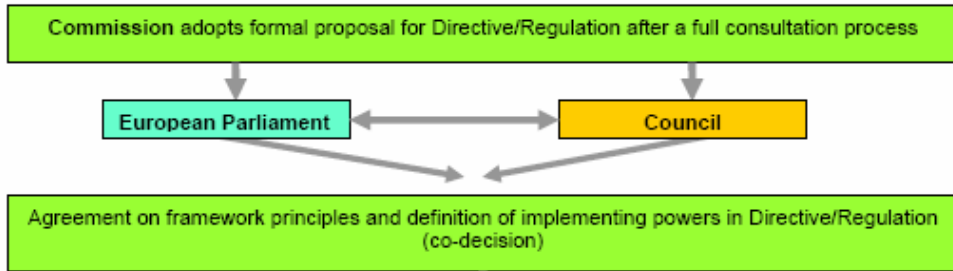 Commission adopts formal proposal for Directive/Regulation after a full consultation process
European Parliament
Council
Agreement on framework principles and definition of implementing powers in Directive/Regulation
(co-decision)